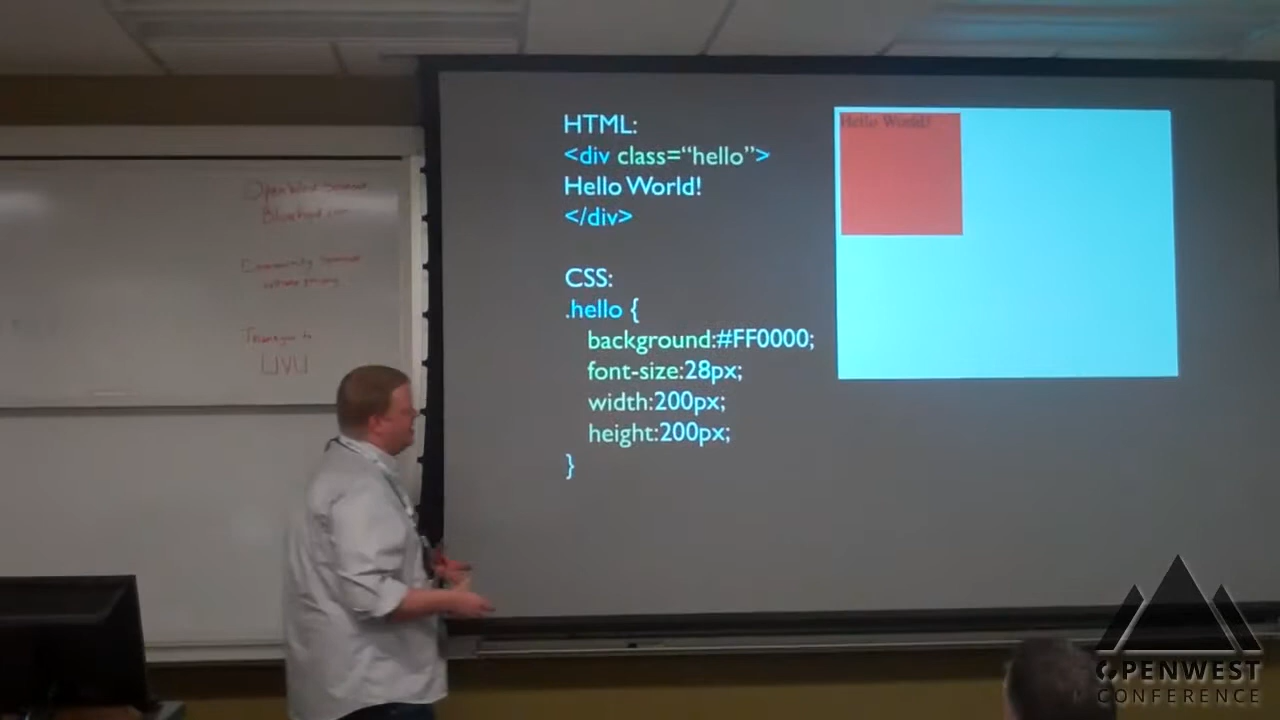 HTML:
<div class=“hello”>
Hello World!
</div>
CSS:
.hello {
background:#FF0000;
font-size:28px;
width:200px;
height:200px;
}
Hello World!
UVU
OPENWEST
CONFERENCE